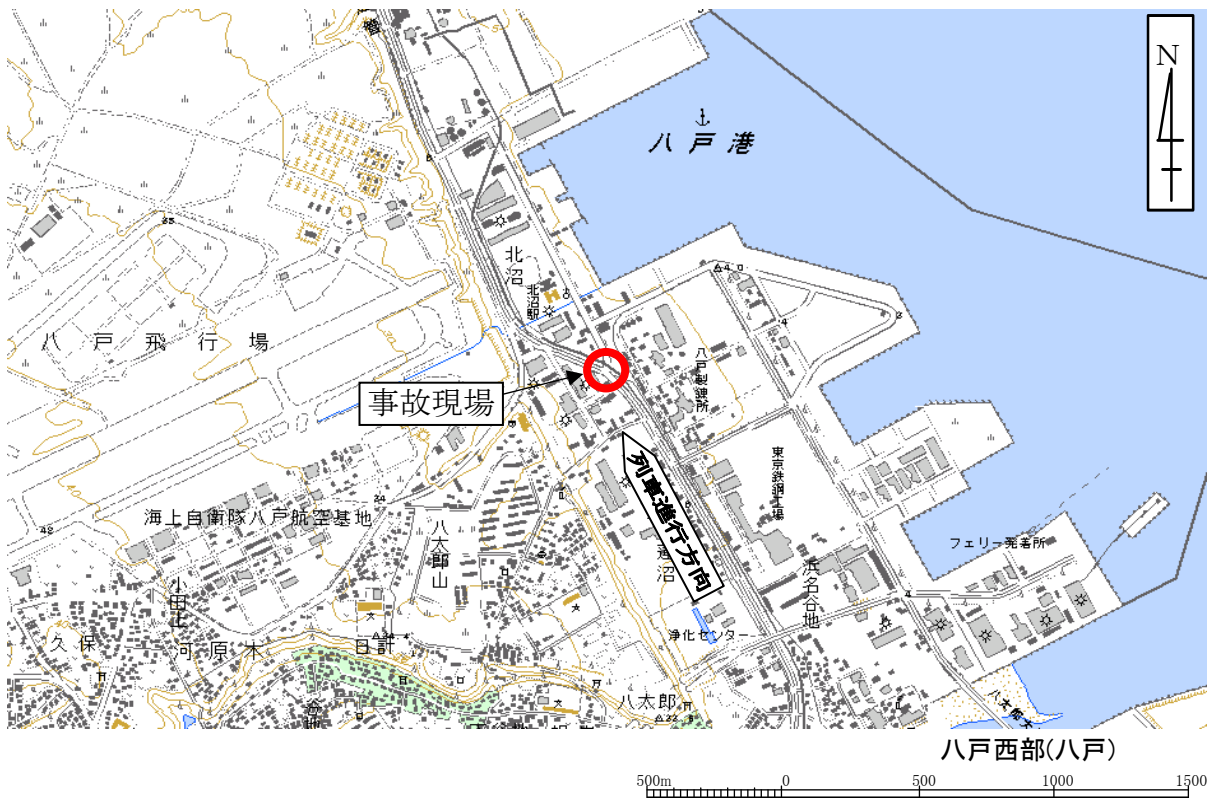 N
八戸港
北沼
北沼駅
八戸飛行場
事故現場
八戸製錬所
列車進行方向
東京鉄鋼工場
海上自衛隊八戸航空基地
八太郎山
フェリー発着所
浜名谷地
小田上
浄化センター
久保
河原木
日計
八太郎
八戸西部(八戸)
500m 0 500 1000 1500